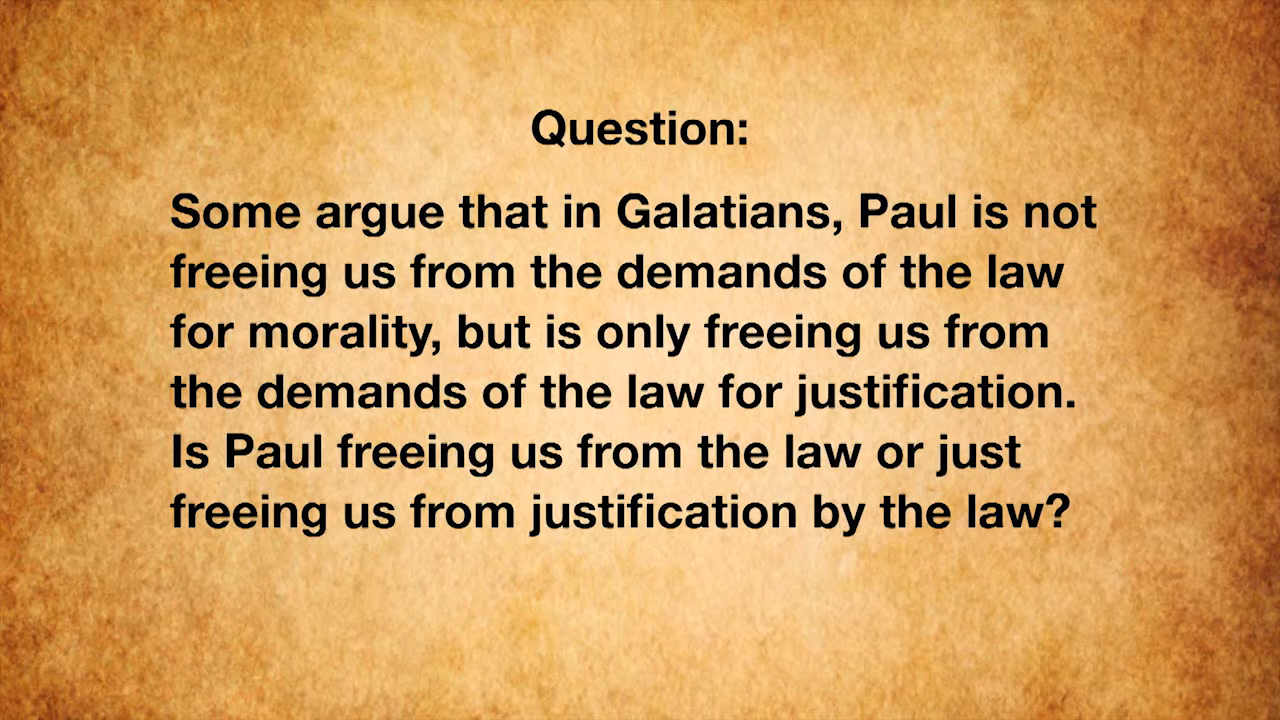 Question:
Some argue that in Galatians, Paul is not
freeing us from the demands of the law
for morality, but is only freeing us from
the demands of the law for justification.
Is Paul freeing us from the law or just
freeing us from justification by the law?